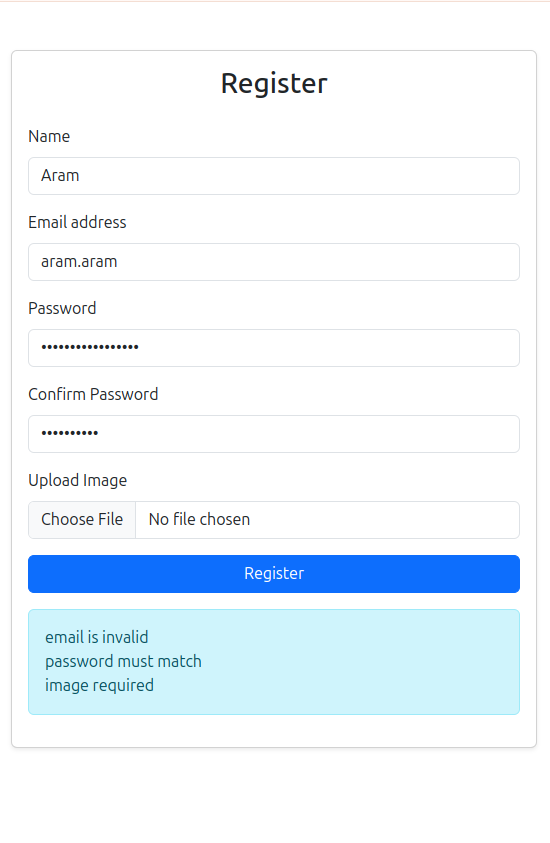 Register
Name
Aram
Email address
aram.aram
Password
•••••••••••••••••
Confirm Password
••••••••••
Upload Image
Choose File No file chosen
Register
email is invalid
password must match
image required